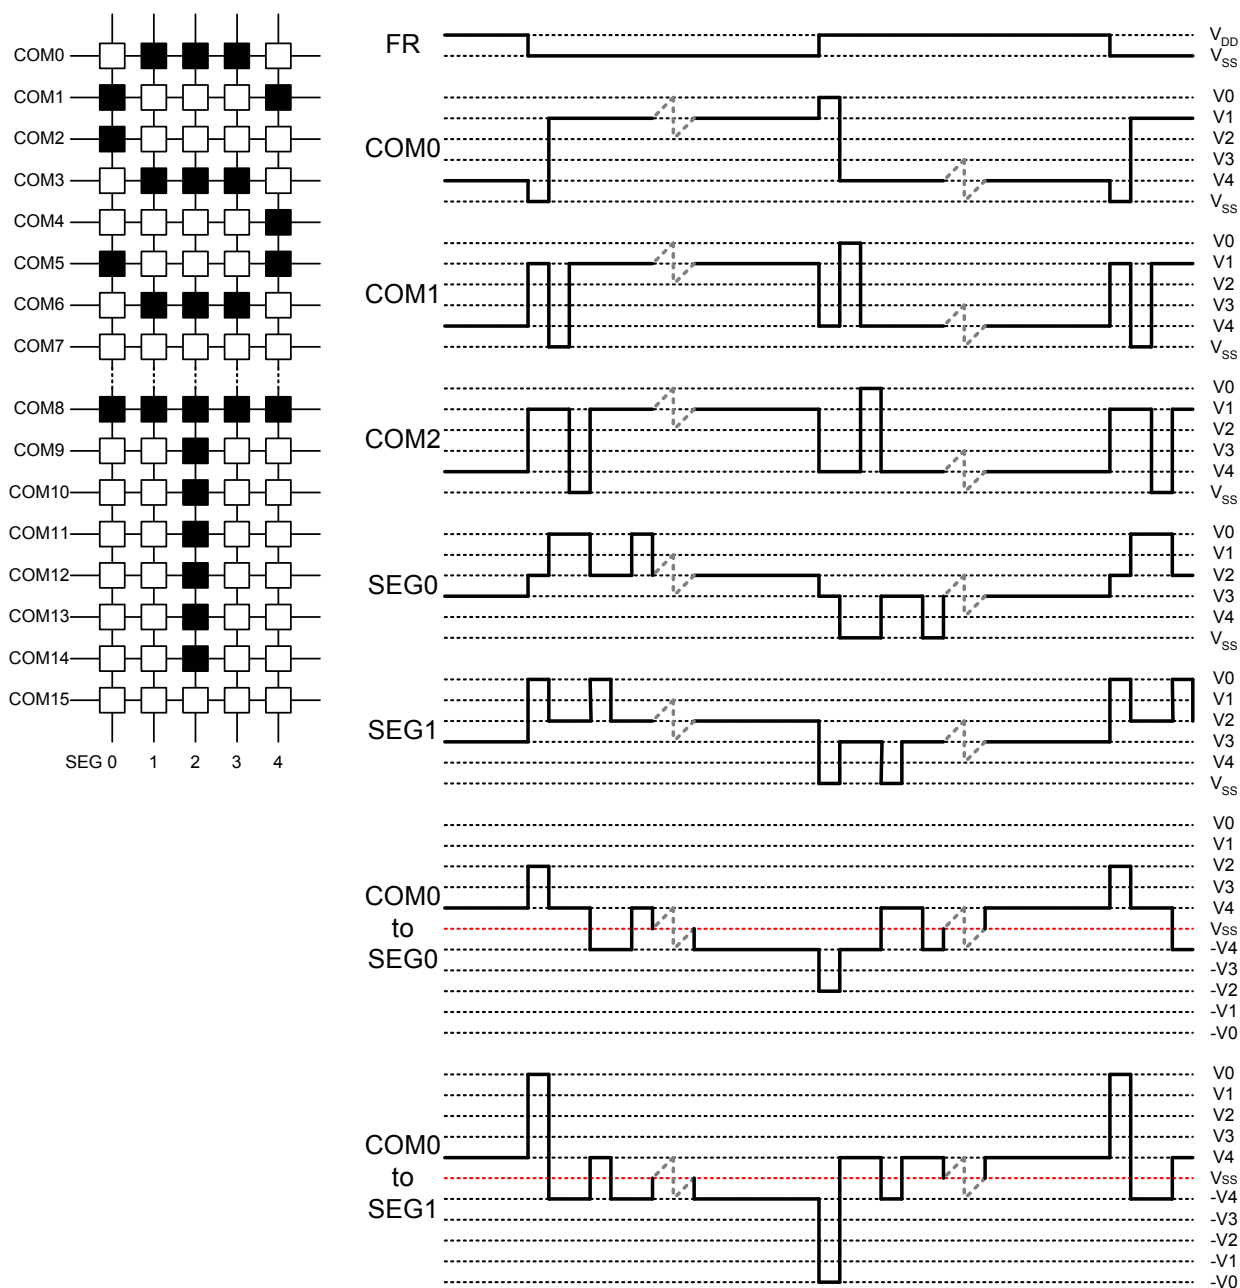 COM0
COM1
COM2
COM3
COM4
COM5
COM6
COM7
COM8
COM9
COM10
COM11
COM12
COM13
COM14
COM15
SEG 0 1 2 3 4
FR
VDD
VSS
COM0
V0
V1
V2
V3
V4
VSS
COM1
V0
V1
V2
V3
V4
VSS
COM2
V0
V1
V2
V3
V4
VSS
SEG0
V0
V1
V2
V3
V4
VSS
SEG1
V0
V1
V2
V3
V4
VSS
COM0
to
SEG0
V0
V1
V2
V3
V4
VSS
-V4
-V3
-V2
-V1
-V0
COM0
to
SEG1
V0
V1
V2
V3
V4
VSS
-V4
-V3
-V2
-V1
-V0